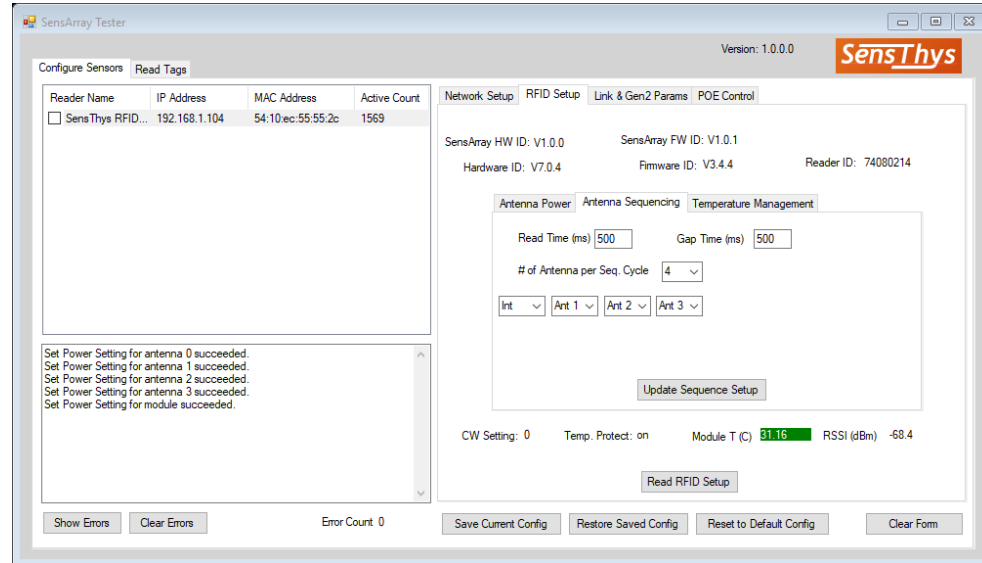 SensArray Tester
Version: 1.0.0.0
SensThys
Configure Sensors Read Tags
Reader Name IP Address MAC Address Active Count
SensThys RFID... 192.168.1.104 54:10:ec:55:55:2c 1569
Network Setup RFID Setup Link & Gen2 Params POE Control
SensArray HW ID: V1.0.0 SensArray FW ID: V1.0.1
Hardware ID: V7.0.4 Firmware ID: V3.4.4 Reader ID: 74080214
Antenna Power Antenna Sequencing Temperature Management
Read Time (ms) 500 Gap Time (ms) 500
# of Antenna per Seq. Cycle 4
Int Ant 1 Ant 2 Ant 3
Update Sequence Setup
Set Power Setting for antenna 0 succeeded.
Set Power Setting for antenna 1 succeeded.
Set Power Setting for antenna 2 succeeded.
Set Power Setting for antenna 3 succeeded.
Set Power Setting for module succeeded.
CW Setting: 0 Temp. Protect: on Module T (C) 31.16 RSSI (dBm) -68.4
Read RFID Setup
Show Errors Clear Errors Error Count 0
Save Current Config Restore Saved Config Reset to Default Config Clear Form